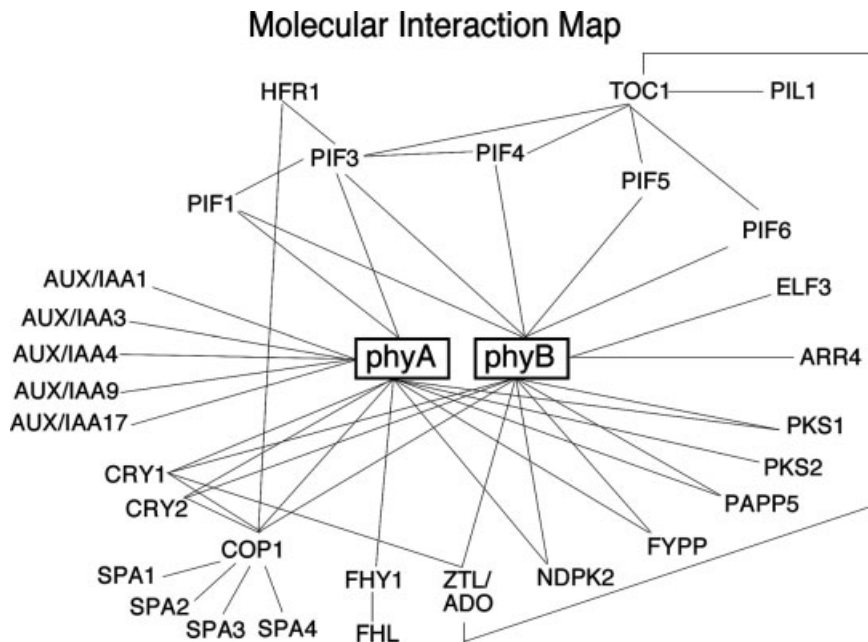 Molecular Interaction Map
HFR1
TOC1
PIL1
PIF3
PIF4
PIF5
PIF1
PIF6
AUX/IAA1
ELF3
AUX/IAA3
AUX/IAA4
phyA
phyB
ARR4
AUX/IAA9
AUX/IAA17
PKS1
CRY1
PKS2
CRY2
PAPP5
COP1
FYPP
SPA1
FHY1
ZTL/
ADO
NDPK2
SPA2
SPA3
SPA4
FHL